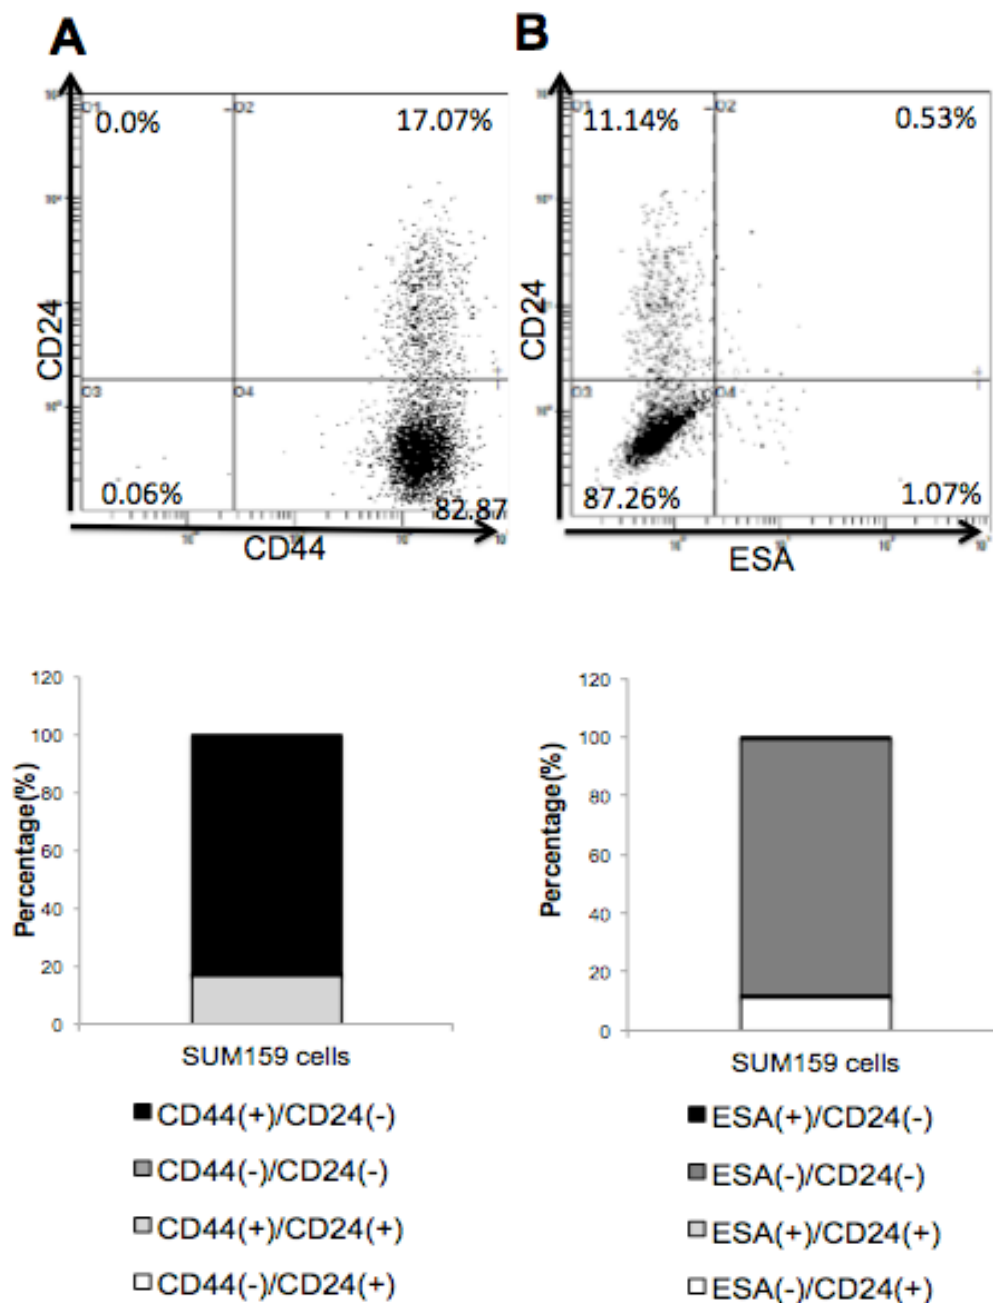 A
B
0.0%
17.07%
CD24
0.06%
82.87
CD44
11.14%
0.53%
CD24
87.26%
1.07%
ESA
120
100
80
60
40
20
0
Percentage(%)
SUM159 cells
CD44(+)/CD24(-)
CD44(-)/CD24(-)
CD44(+)/CD24(+)
CD44(-)/CD24(+)
120
100
80
60
40
20
0
Percentage(%)
SUM159 cells
ESA(+)/CD24(-)
ESA(-)/CD24(-)
ESA(+)/CD24(+)
ESA(-)/CD24(+)